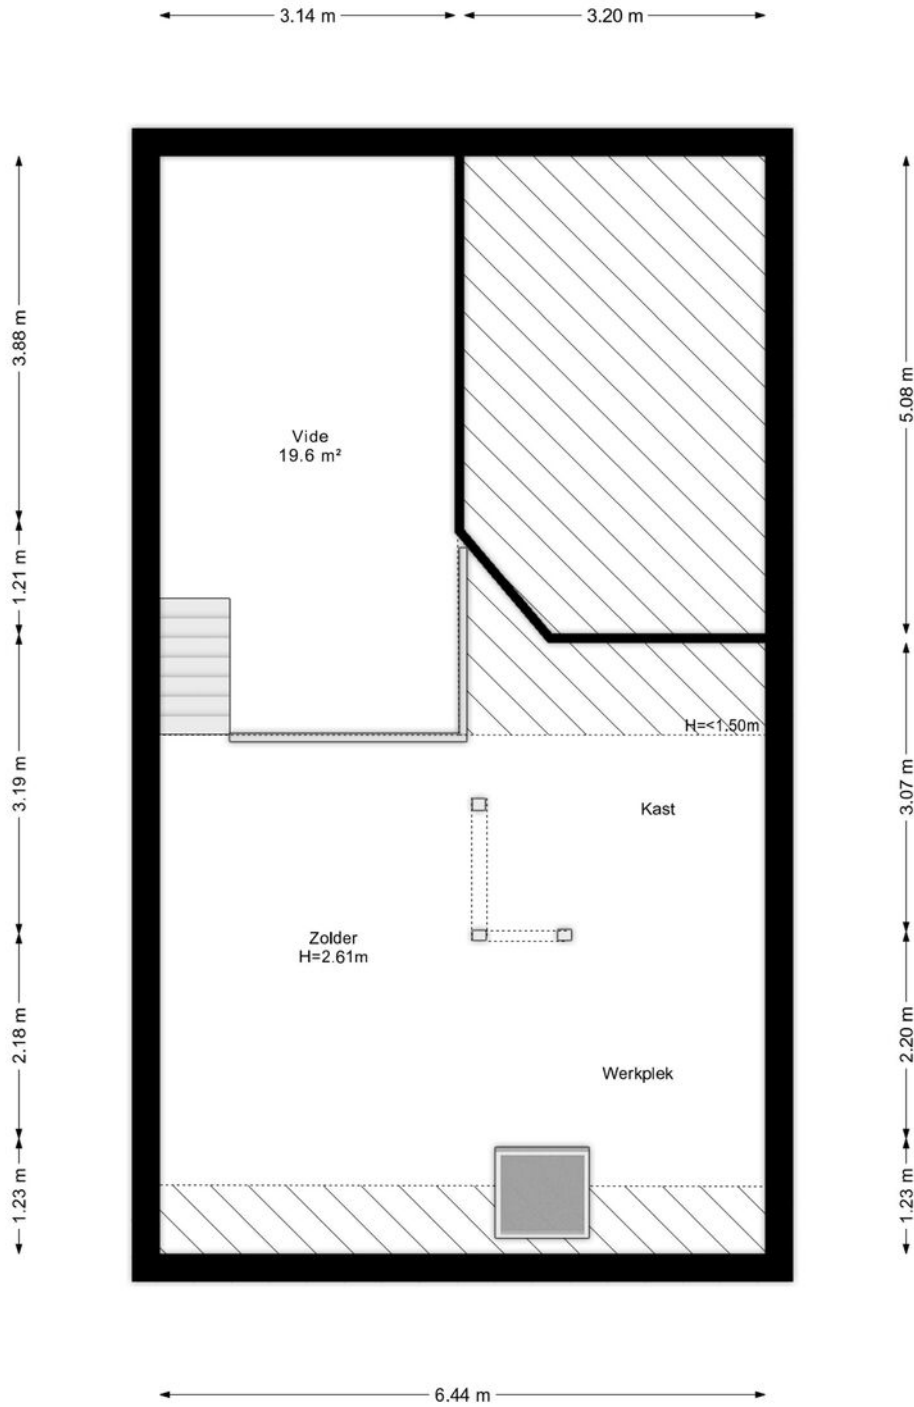 3.14 m
3.20 m
3.88 m
5.08 m
Vide
19.6 m²
1.21 m
H=<1.50m
3.19 m
3.07 m
Kast
Zolder
H=2.61m
2.18 m
2.20 m
Werkplek
1.23 m
1.23 m
6.44 m